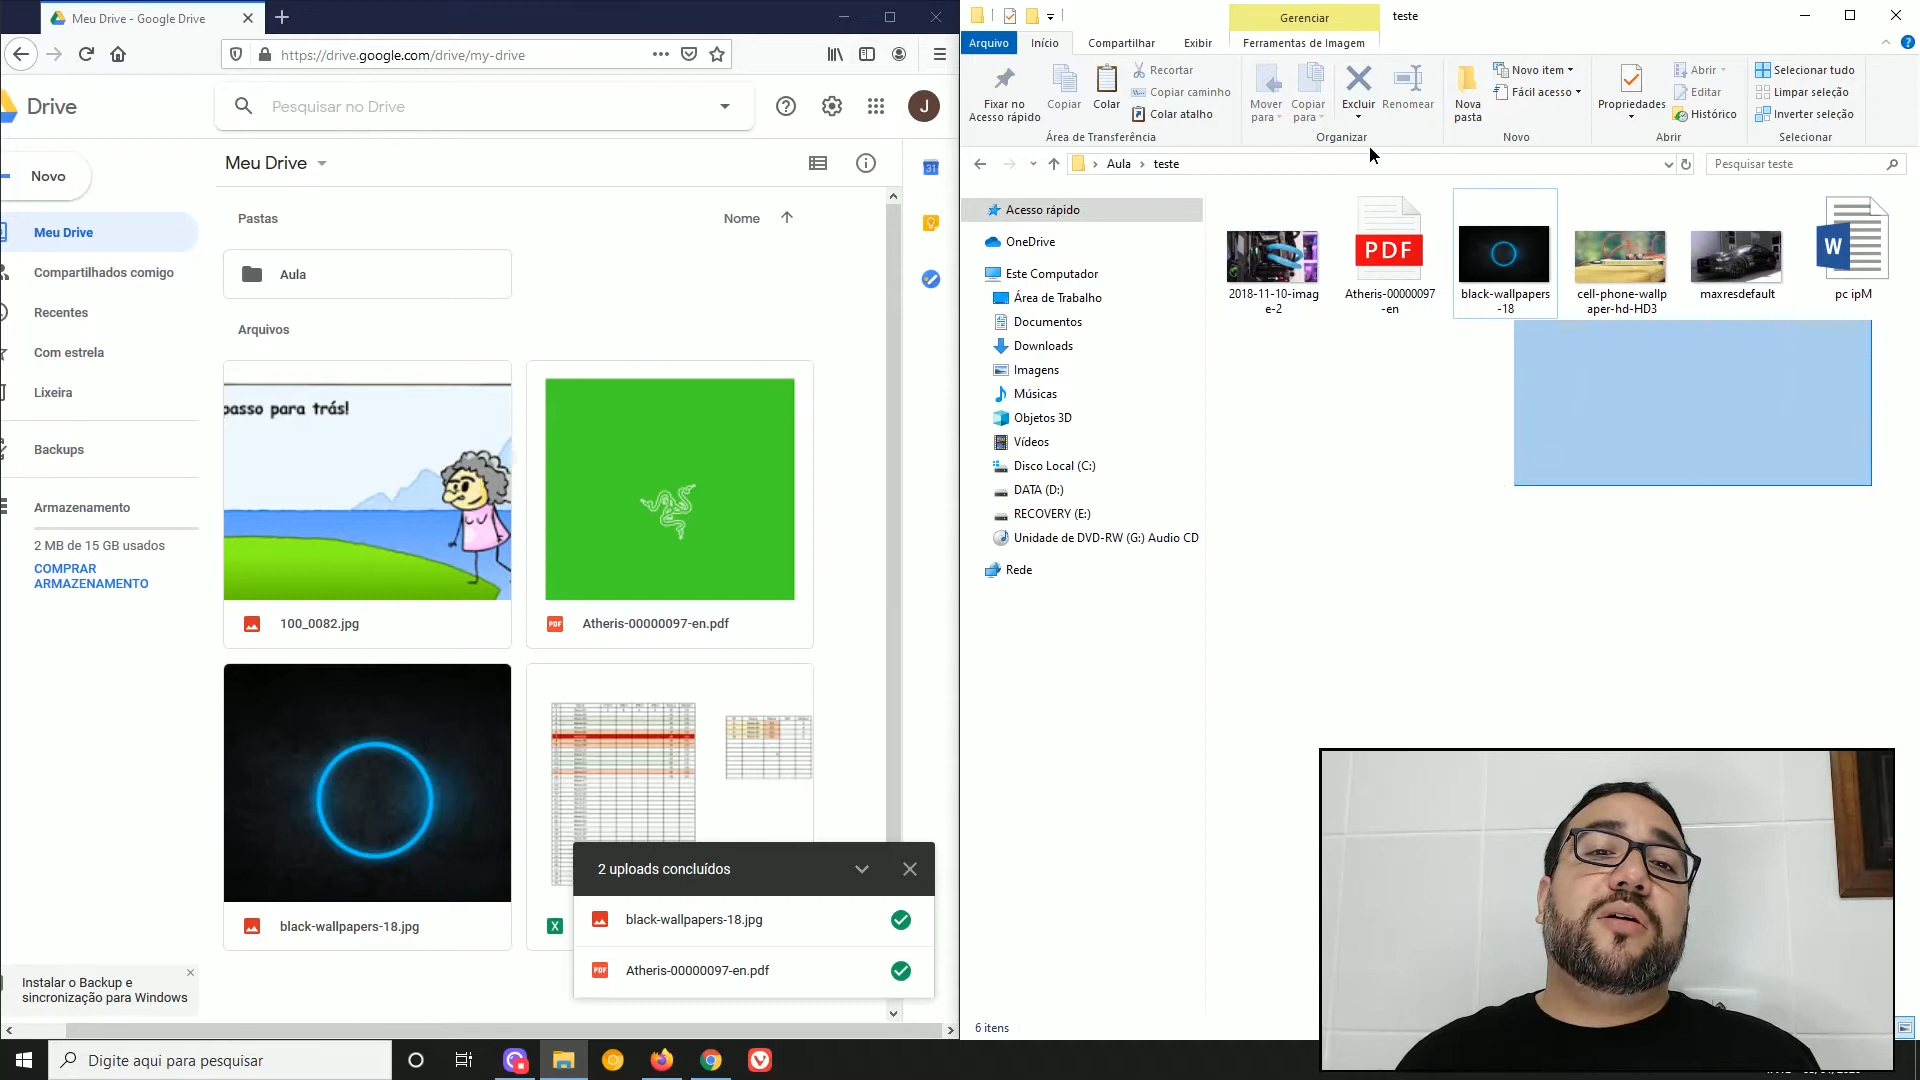 Meu Drive - Google Drive
https://drive.google.com/drive/my-drive
Drive
Pesquisar no Drive
J
Novo
Meu Drive
Compartilhados comigo
Recentes
Com estrela
Lixeira
Backups
Armazenamento
2 MB de 15 GB usados
COMPRAR
ARMAZENAMENTO
Instalar o Backup e
sincronização para Windows
Meu Drive
31
Pastas
Nome
Aula
Arquivos
passo para trás!
100_0082.jpg
PDF
Atheris-00000097-en.pdf
black-wallpapers-18.jpg
X
2 uploads concluídos
black-wallpapers-18.jpg
PDF
Atheris-00000097-en.pdf
Gerenciar
teste
Arquivo
Início
Compartilhar
Exibir
Ferramentas de Imagem
Fixar no
Acesso rápido
Copiar
Colar
Recortar
Copiar caminho
Colar atalho
Área de Transferência
Mover
para
Copiar
para
Excluir
Renomear
Organizar
Nova
pasta
Novo item
Fácil acesso
Novo
Propriedades
Abrir
Editar
Histórico
Abrir
Selecionar tudo
Limpar seleção
Inverter seleção
Selecionar
Aula
teste
Pesquisar teste
Acesso rápido
OneDrive
Este Computador
Área de Trabalho
Documentos
Downloads
Imagens
Músicas
Objetos 3D
Vídeos
Disco Local (C:)
DATA (D:)
RECOVERY (E:)
Unidade de DVD-RW (G:) Audio CD
Rede
2018-11-10-imag
e-2
PDF
Atheris-00000097
-en
black-wallpapers
-18
cell-phone-wallp
aper-hd-HD3
maxresdefault
W
pc ipM
6 itens
Digite aqui para pesquisar